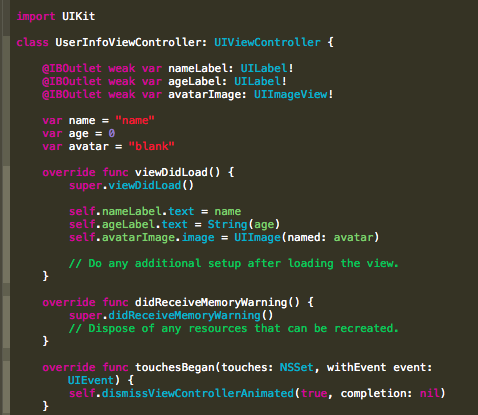 import UIKit
class UserInfoViewController: UIViewController {
@IBOutlet weak var nameLabel: UILabel!
@IBOutlet weak var ageLabel: UILabel!
@IBOutlet weak var avatarImage: UIImageView!
var name = "name"
var age = 0
var avatar = "blank"
override func viewDidLoad() {
super.viewDidLoad()
self.nameLabel.text = name
self.ageLabel.text = String(age)
self.avatarImage.image = UIImage(named: avatar)
// Do any additional setup after loading the view.
}
override func didReceiveMemoryWarning() {
super.didReceiveMemoryWarning()
// Dispose of any resources that can be recreated.
}
override func touchesBegan(touches: NSSet, withEvent event:
UIEvent) {
self.dismissViewControllerAnimated(true, completion: nil)
}